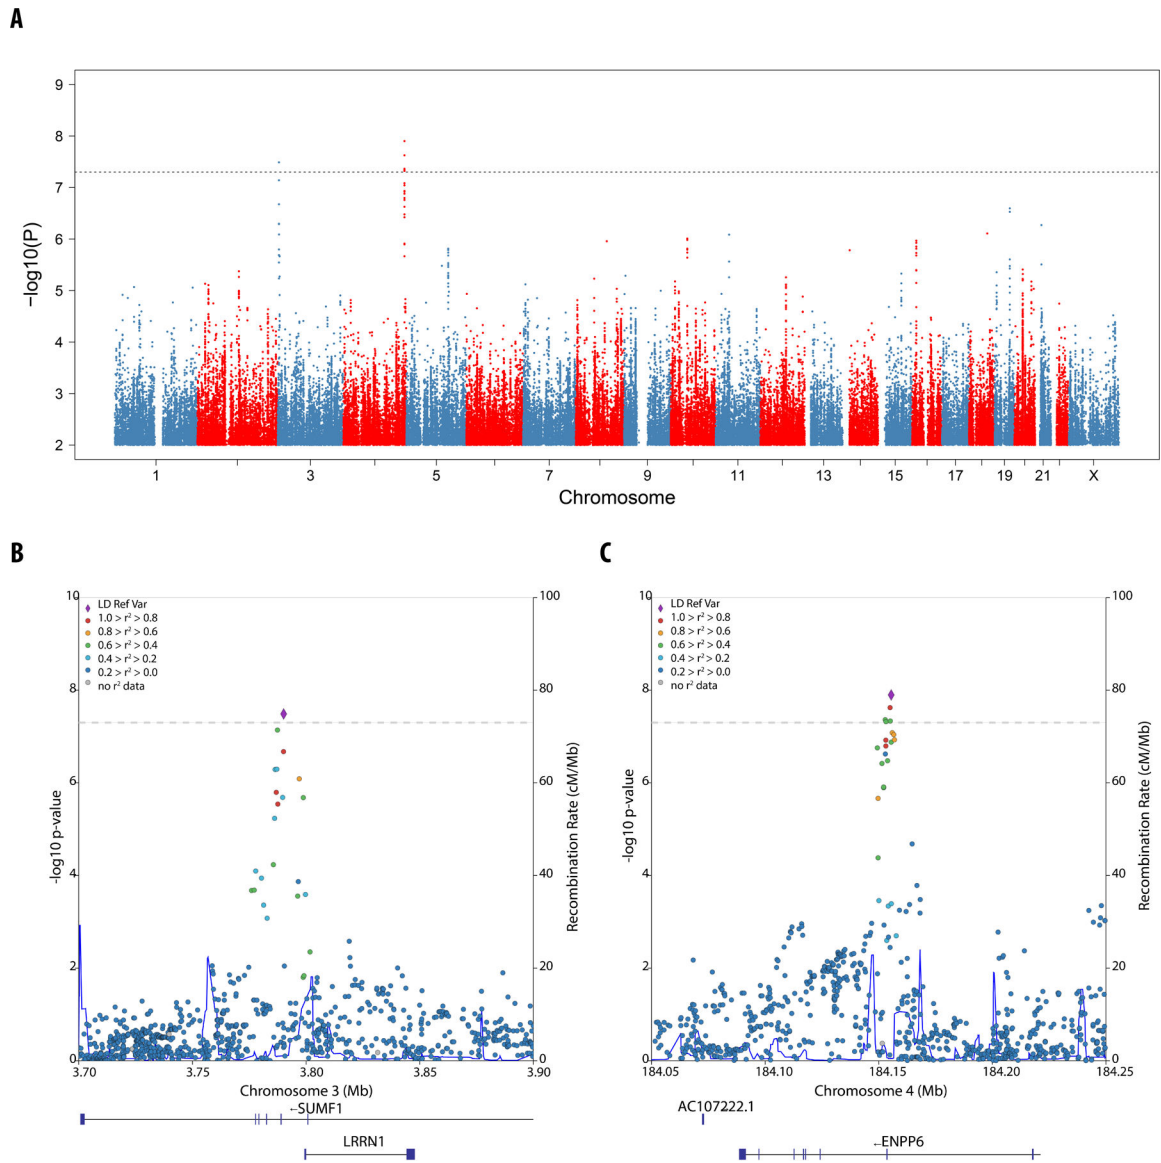 A
9
8
7
6
5
4
3
2
−log10(P)
1 3 5 7 9 11 13 15 17 19 21 X
Chromosome
B
10
8
6
4
2
0
-log10 p-value
LD Ref Var
1.0 > r² > 0.8
0.8 > r² > 0.6
0.6 > r² > 0.4
0.4 > r² > 0.2
0.2 > r² > 0.0
no r² data
100
80
60
40
20
0
Recombination Rate (cM/Mb)
3.70 3.75 3.80 3.85 3.90
Chromosome 3 (Mb)
←SUMF1
LRRN1
C
10
8
6
4
2
0
-log10 p-value
LD Ref Var
1.0 > r² > 0.8
0.8 > r² > 0.6
0.6 > r² > 0.4
0.4 > r² > 0.2
0.2 > r² > 0.0
no r² data
100
80
60
40
20
0
Recombination Rate (cM/Mb)
184.05 184.10 184.15 184.20 184.25
Chromosome 4 (Mb)
AC107222.1
←ENPP6